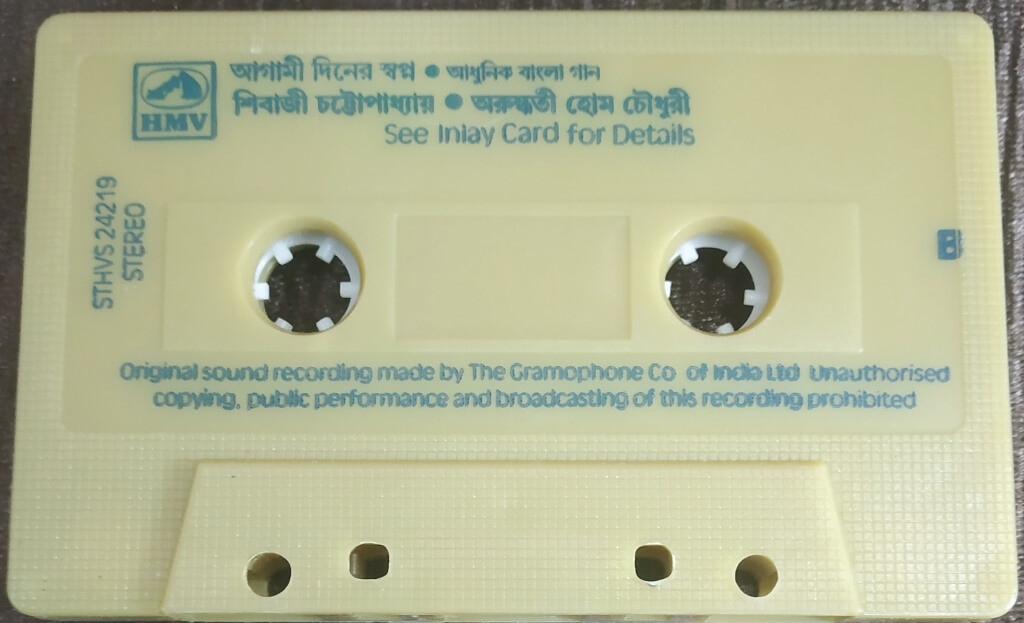 আগামী দিনের স্বপ্ন • আধুনিক বাংলা গান
শিবাজী চট্টোপাধ্যায় • অরুন্ধতী হোম চৌধুরী
HMV
See Inlay Card for Details
STHVS 24219
STEREO
B
Original sound recording made by The Gramophone Co of India Ltd Unauthorised
copying, public performance and broadcasting of this recording prohibited